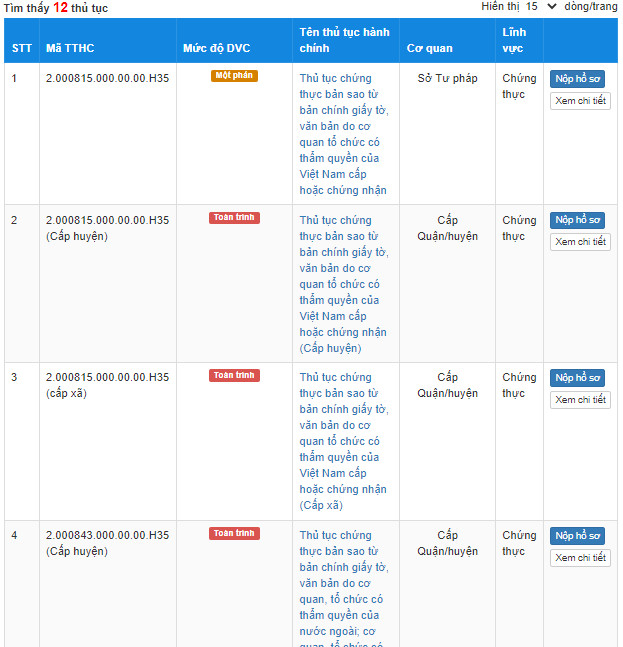 Tìm thấy 12 thủ tục
Hiển thị 15 dòng/trang
STT Mã TTHC Mức độ DVC Tên thủ tục hành chính Cơ quan Lĩnh vực
1 2.000815.000.00.00.H35 Một phần
Thủ tục chứng
thực bản sao từ
bản chính giấy tờ,
văn bản do cơ
quan tổ chức có
thẩm quyền của
Việt Nam cấp
hoặc chứng nhận
Sở Tư pháp
Chứng
thực
Nộp hồ sơ
Xem chi tiết
2 2.000815.000.00.00.H35
(Cấp huyện)
Toàn trình
Thủ tục chứng
thực bản sao từ
bản chính giấy tờ,
văn bản do cơ
quan tổ chức có
thẩm quyền của
Việt Nam cấp
hoặc chứng nhận
(Cấp huyện)
Cấp
Quận/huyện
Chứng
thực
Nộp hồ sơ
Xem chi tiết
3 2.000815.000.00.00.H35
(cấp xã)
Toàn trình
Thủ tục chứng
thực bản sao từ
bản chính giấy tờ,
văn bản do cơ
quan tổ chức có
thẩm quyền của
Việt Nam cấp
hoặc chứng nhận
(Cấp xã)
Cấp
Quận/huyện
Chứng
thực
Nộp hồ sơ
Xem chi tiết
4 2.000843.000.00.00.H35
(Cấp huyện)
Toàn trình
Thủ tục chứng
thực bản sao từ
bản chính giấy tờ,
văn bản do cơ
quan, tổ chức có
thẩm quyền của
nước ngoài; cơ
quan, tổ chức có
Cấp
Quận/huyện
Chứng
thực
Nộp hồ sơ
Xem chi tiết